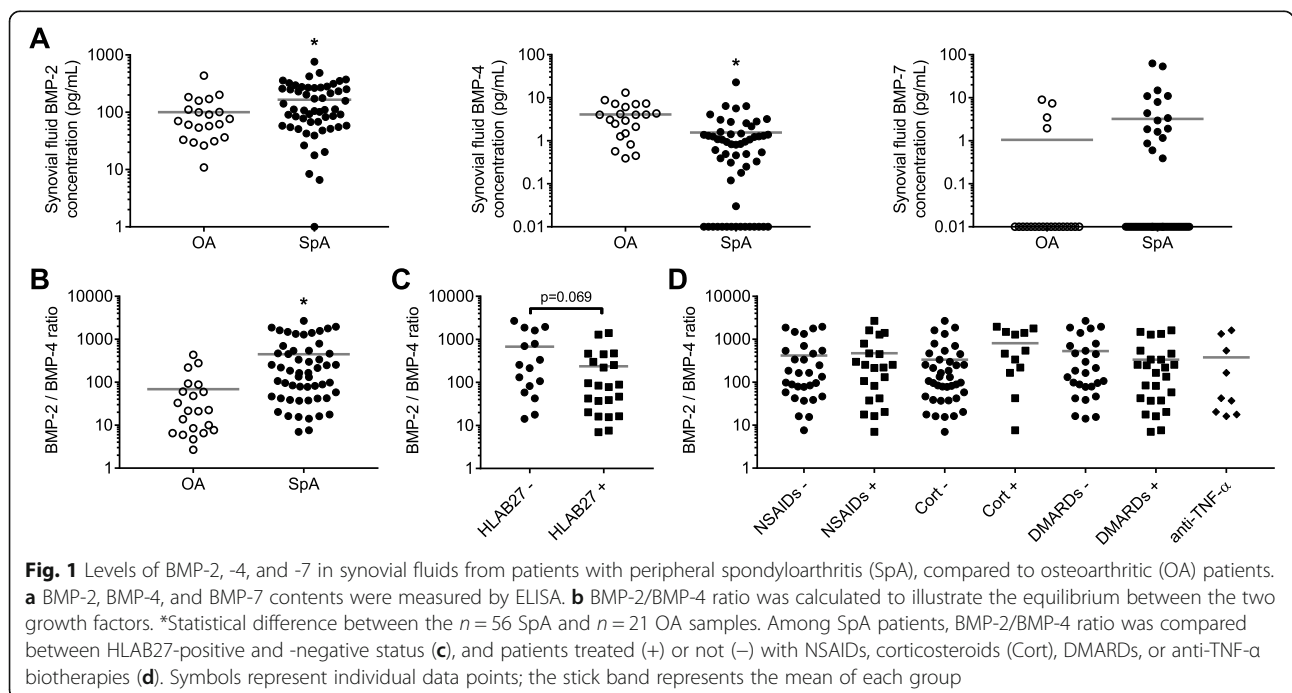 A
Synovial fluid BMP-2
concentration (pg/mL)
1000
100
10
1
*
OA
SpA
Synovial fluid BMP-4
concentration (pg/mL)
100
10
1
0.1
0.01
*
OA
SpA
Synovial fluid BMP-7
concentration (pg/mL)
100
10
1
0.1
0.01
OA
SpA
B
BMP-2 / BMP-4 ratio
10000
1000
100
10
1
*
OA
SpA
C
BMP-2 / BMP-4 ratio
10000
1000
100
10
1
p=0.069
HLAB27 -
HLAB27 +
D
BMP-2 / BMP-4 ratio
10000
1000
100
10
1
NSAIDs -
NSAIDs +
Cort -
Cort +
DMARDs -
DMARDs +
anti-TNF-α
Fig. 1 Levels of BMP-2, -4, and -7 in synovial fluids from patients with peripheral spondyloarthritis (SpA), compared to osteoarthritic (OA) patients.
a BMP-2, BMP-4, and BMP-7 contents were measured by ELISA. b BMP-2/BMP-4 ratio was calculated to illustrate the equilibrium between the two
growth factors. *Statistical difference between the n = 56 SpA and n = 21 OA samples. Among SpA patients, BMP-2/BMP-4 ratio was compared
between HLAB27-positive and -negative status (c), and patients treated (+) or not (−) with NSAIDs, corticosteroids (Cort), DMARDs, or anti-TNF-α
biotherapies (d). Symbols represent individual data points; the stick band represents the mean of each group